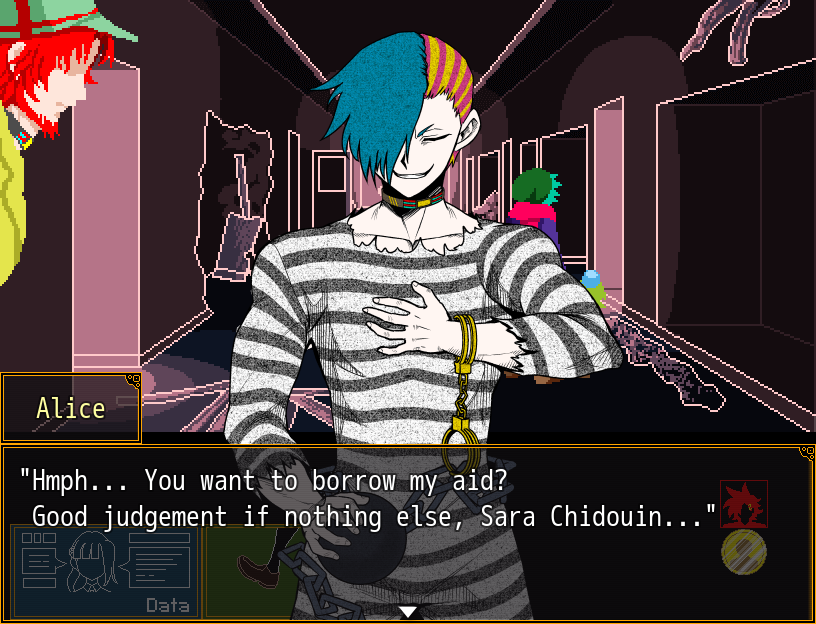 Alice
"Hmph... You want to borrow my aid?
Good judgement if nothing else, Sara Chidouin..."
Data